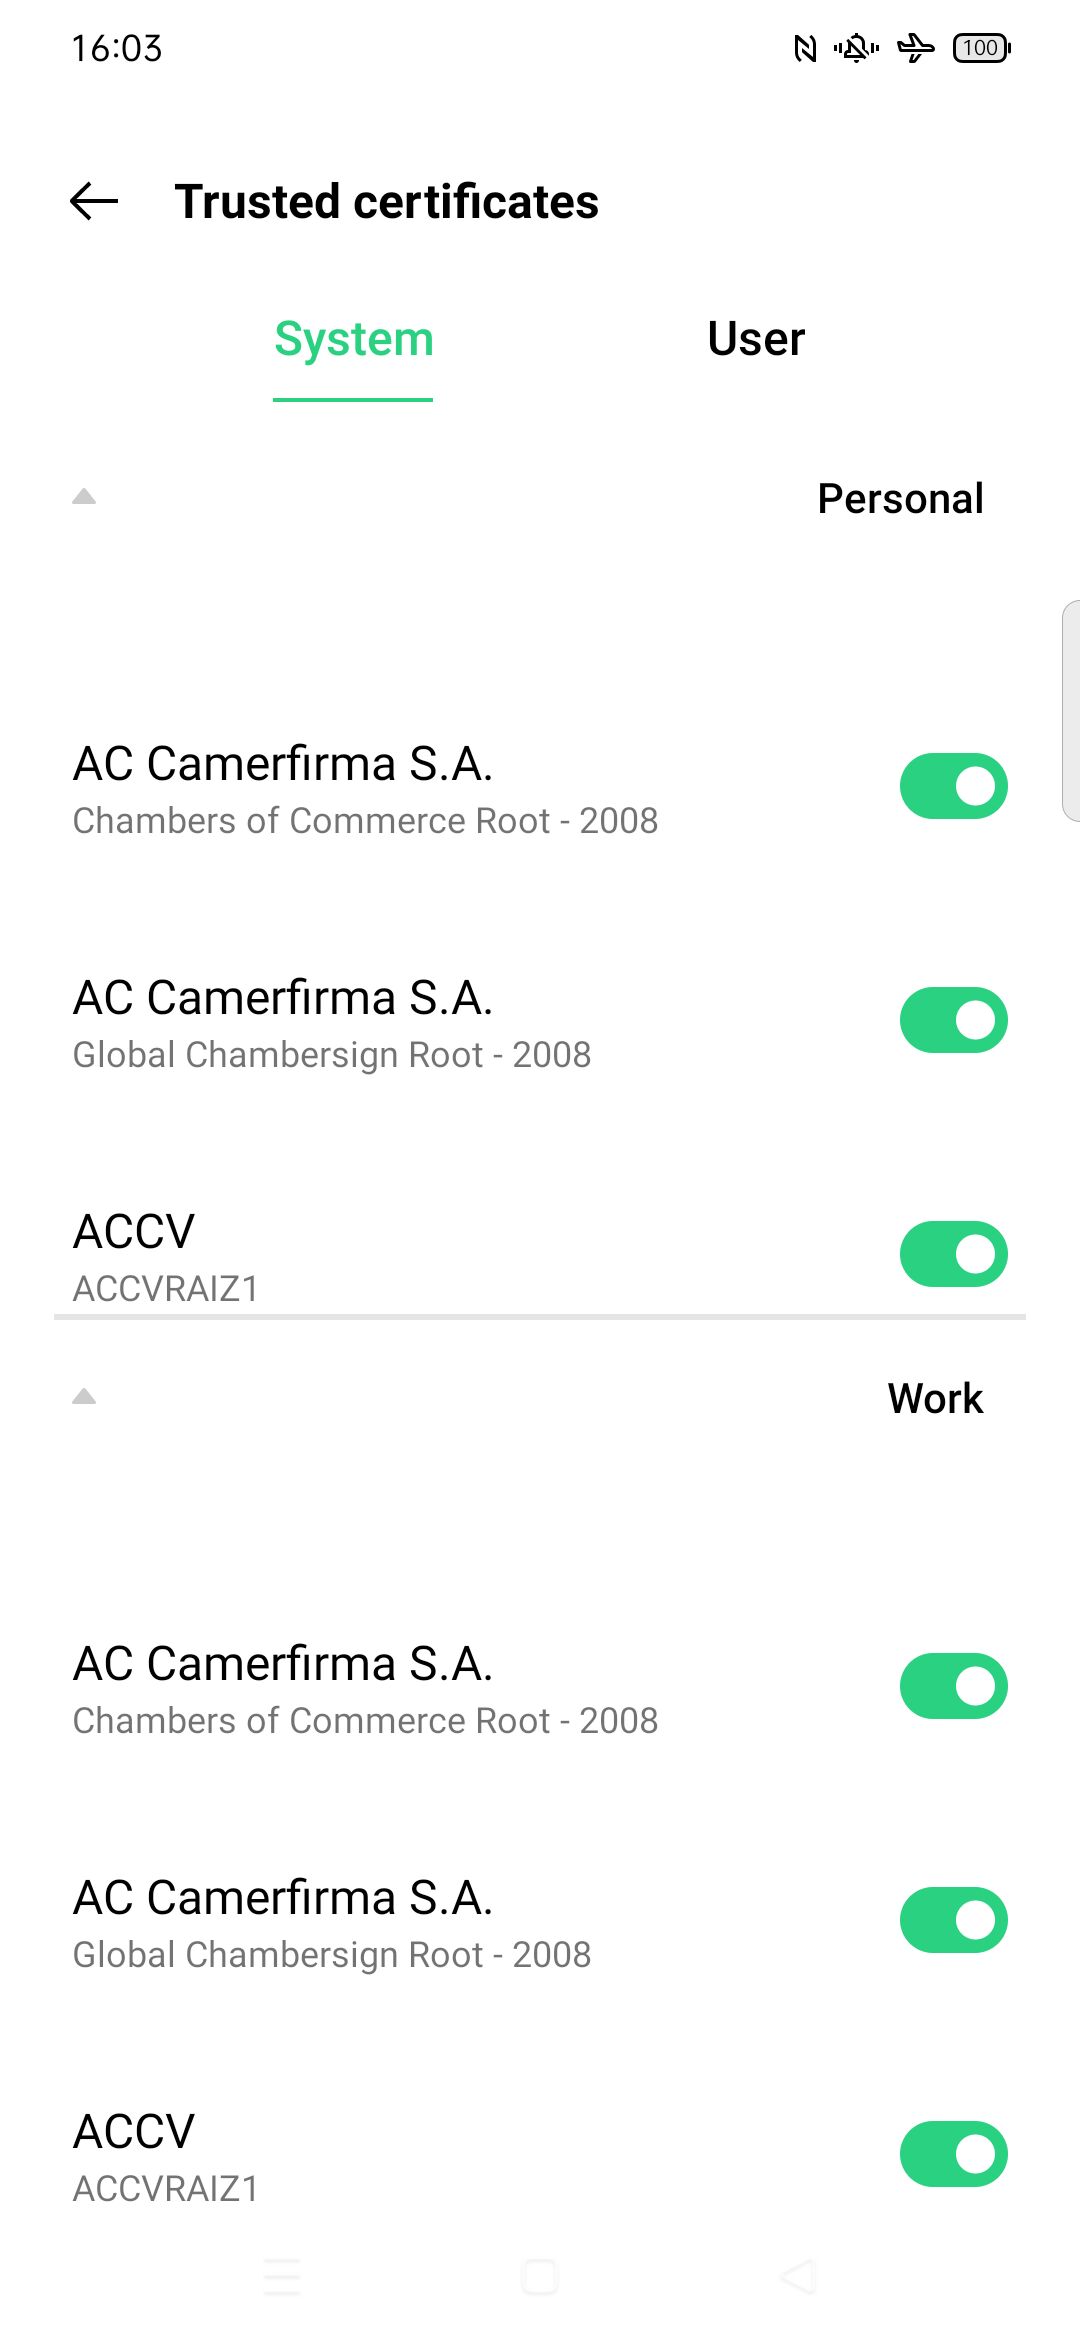 16:03
100
Trusted certificates
System
User
Personal
AC Camerfirma S.A.
Chambers of Commerce Root - 2008
AC Camerfirma S.A.
Global Chambersign Root - 2008
ACCV
ACCVRAIZ1
Work
AC Camerfirma S.A.
Chambers of Commerce Root - 2008
AC Camerfirma S.A.
Global Chambersign Root - 2008
ACCV
ACCVRAIZ1